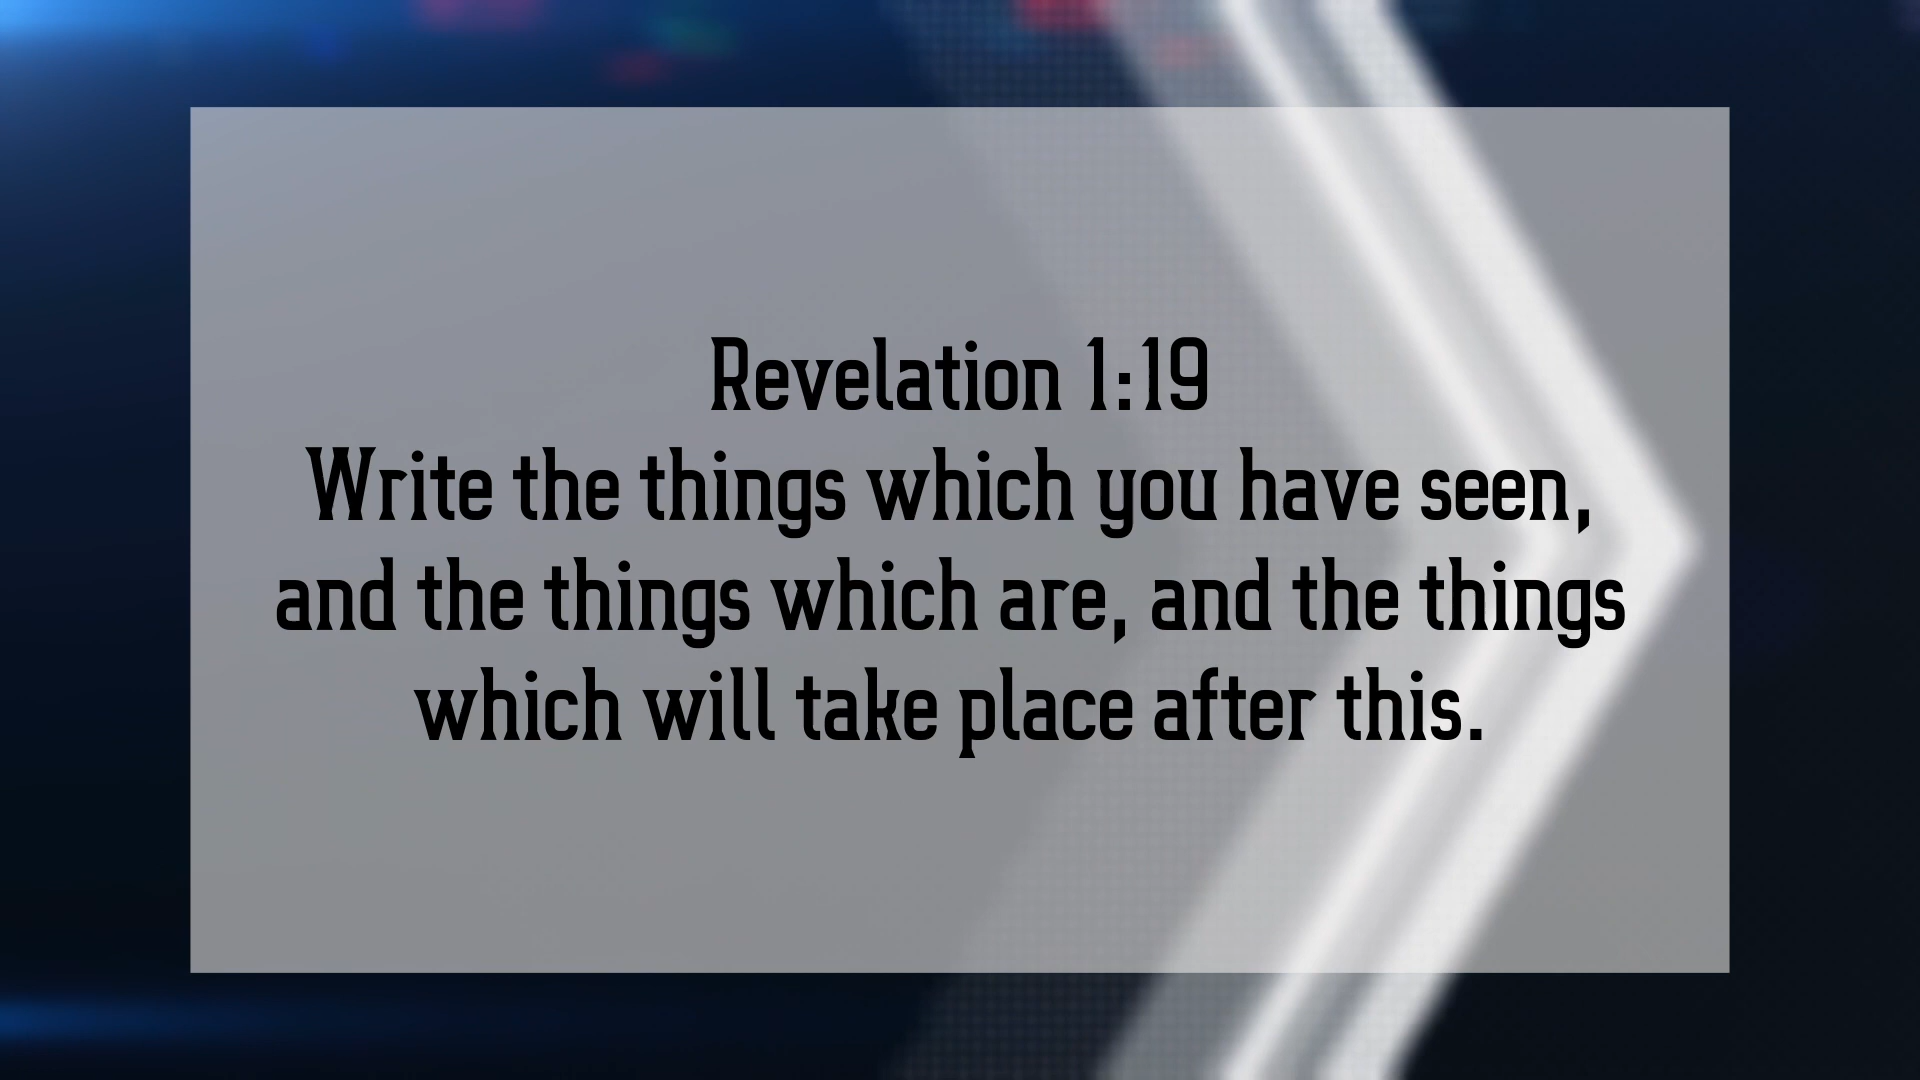 Revelation 1:19
Write the things which you have seen,
and the things which are, and the things
which will take place after this.